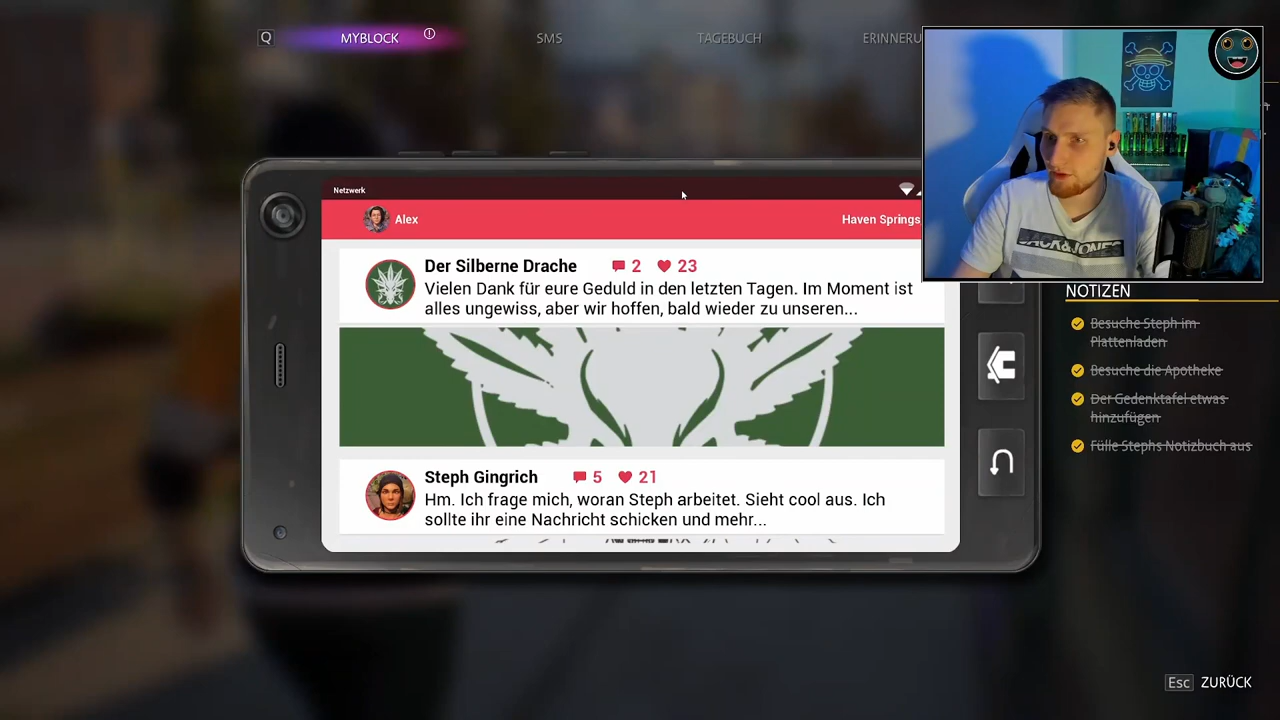 Q MYBLOCK SMS TAGEBUCH ERINNERU
Netzwerk
Alex Haven Springs
Der Silberne Drache 2 23
Vielen Dank für eure Geduld in den letzten Tagen. Im Moment ist
alles ungewiss, aber wir hoffen, bald wieder zu unseren...
Steph Gingrich 5 21
Hm. Ich frage mich, woran Steph arbeitet. Sieht cool aus. Ich
sollte ihr eine Nachricht schicken und mehr...
JACK&JONES
NOTIZEN
Besuche Steph im
Plattenladen
Besuche die Apotheke
Der Gedenktafel etwas
hinzufügen
Fülle Stephs Notizbuch aus
Esc ZURÜCK